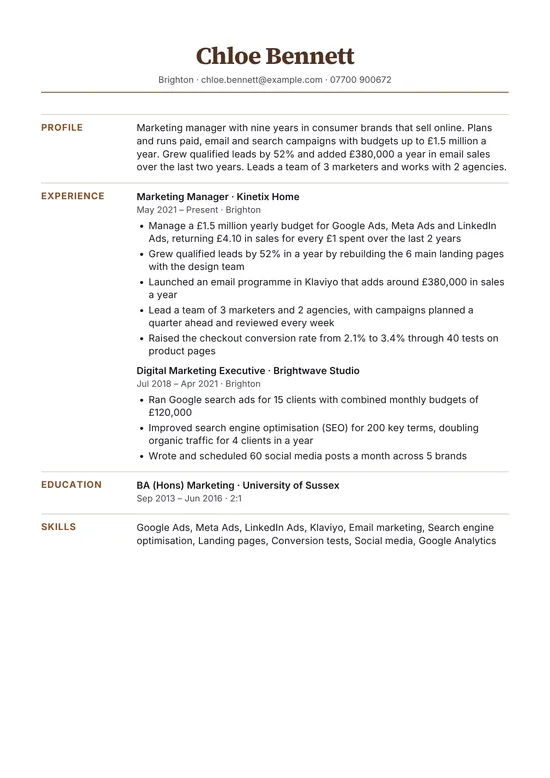 Chloe Bennett
Brighton · chloe.bennett@example.com · 07700 900672
PROFILE
Marketing manager with nine years in consumer brands that sell online. Plans
and runs paid, email and search campaigns with budgets up to £1.5 million a
year. Grew qualified leads by 52% and added £380,000 a year in email sales
over the last two years. Leads a team of 3 marketers and works with 2 agencies.
EXPERIENCE
Marketing Manager · Kinetix Home
May 2021 – Present · Brighton
• Manage a £1.5 million yearly budget for Google Ads, Meta Ads and LinkedIn
Ads, returning £4.10 in sales for every £1 spent over the last 2 years
• Grew qualified leads by 52% in a year by rebuilding the 6 main landing pages
with the design team
• Launched an email programme in Klaviyo that adds around £380,000 in sales
a year
• Lead a team of 3 marketers and 2 agencies, with campaigns planned a
quarter ahead and reviewed every week
• Raised the checkout conversion rate from 2.1% to 3.4% through 40 tests on
product pages
Digital Marketing Executive · Brightwave Studio
Jul 2018 – Apr 2021 · Brighton
• Ran Google search ads for 15 clients with combined monthly budgets of
£120,000
• Improved search engine optimisation (SEO) for 200 key terms, doubling
organic traffic for 4 clients in a year
• Wrote and scheduled 60 social media posts a month across 5 brands
EDUCATION
BA (Hons) Marketing · University of Sussex
Sep 2013 – Jun 2016 · 2:1
SKILLS
Google Ads, Meta Ads, LinkedIn Ads, Klaviyo, Email marketing, Search engine
optimisation, Landing pages, Conversion tests, Social media, Google Analytics